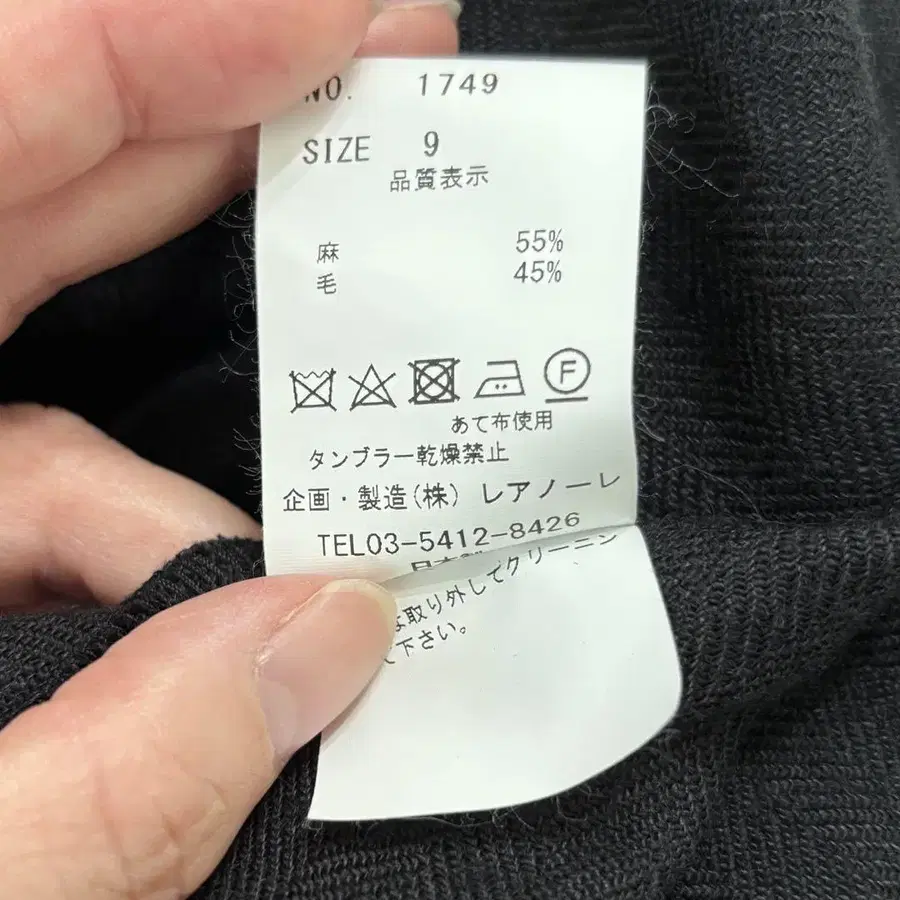 NO. 1749
SIZE 9
品質表示
麻 55%
毛 45%
F
あて布使用
タンブラー乾燥禁止
企画・製造(株) レアノーレ
TEL03-5412-8426
取り外してクリーニン
下さい。